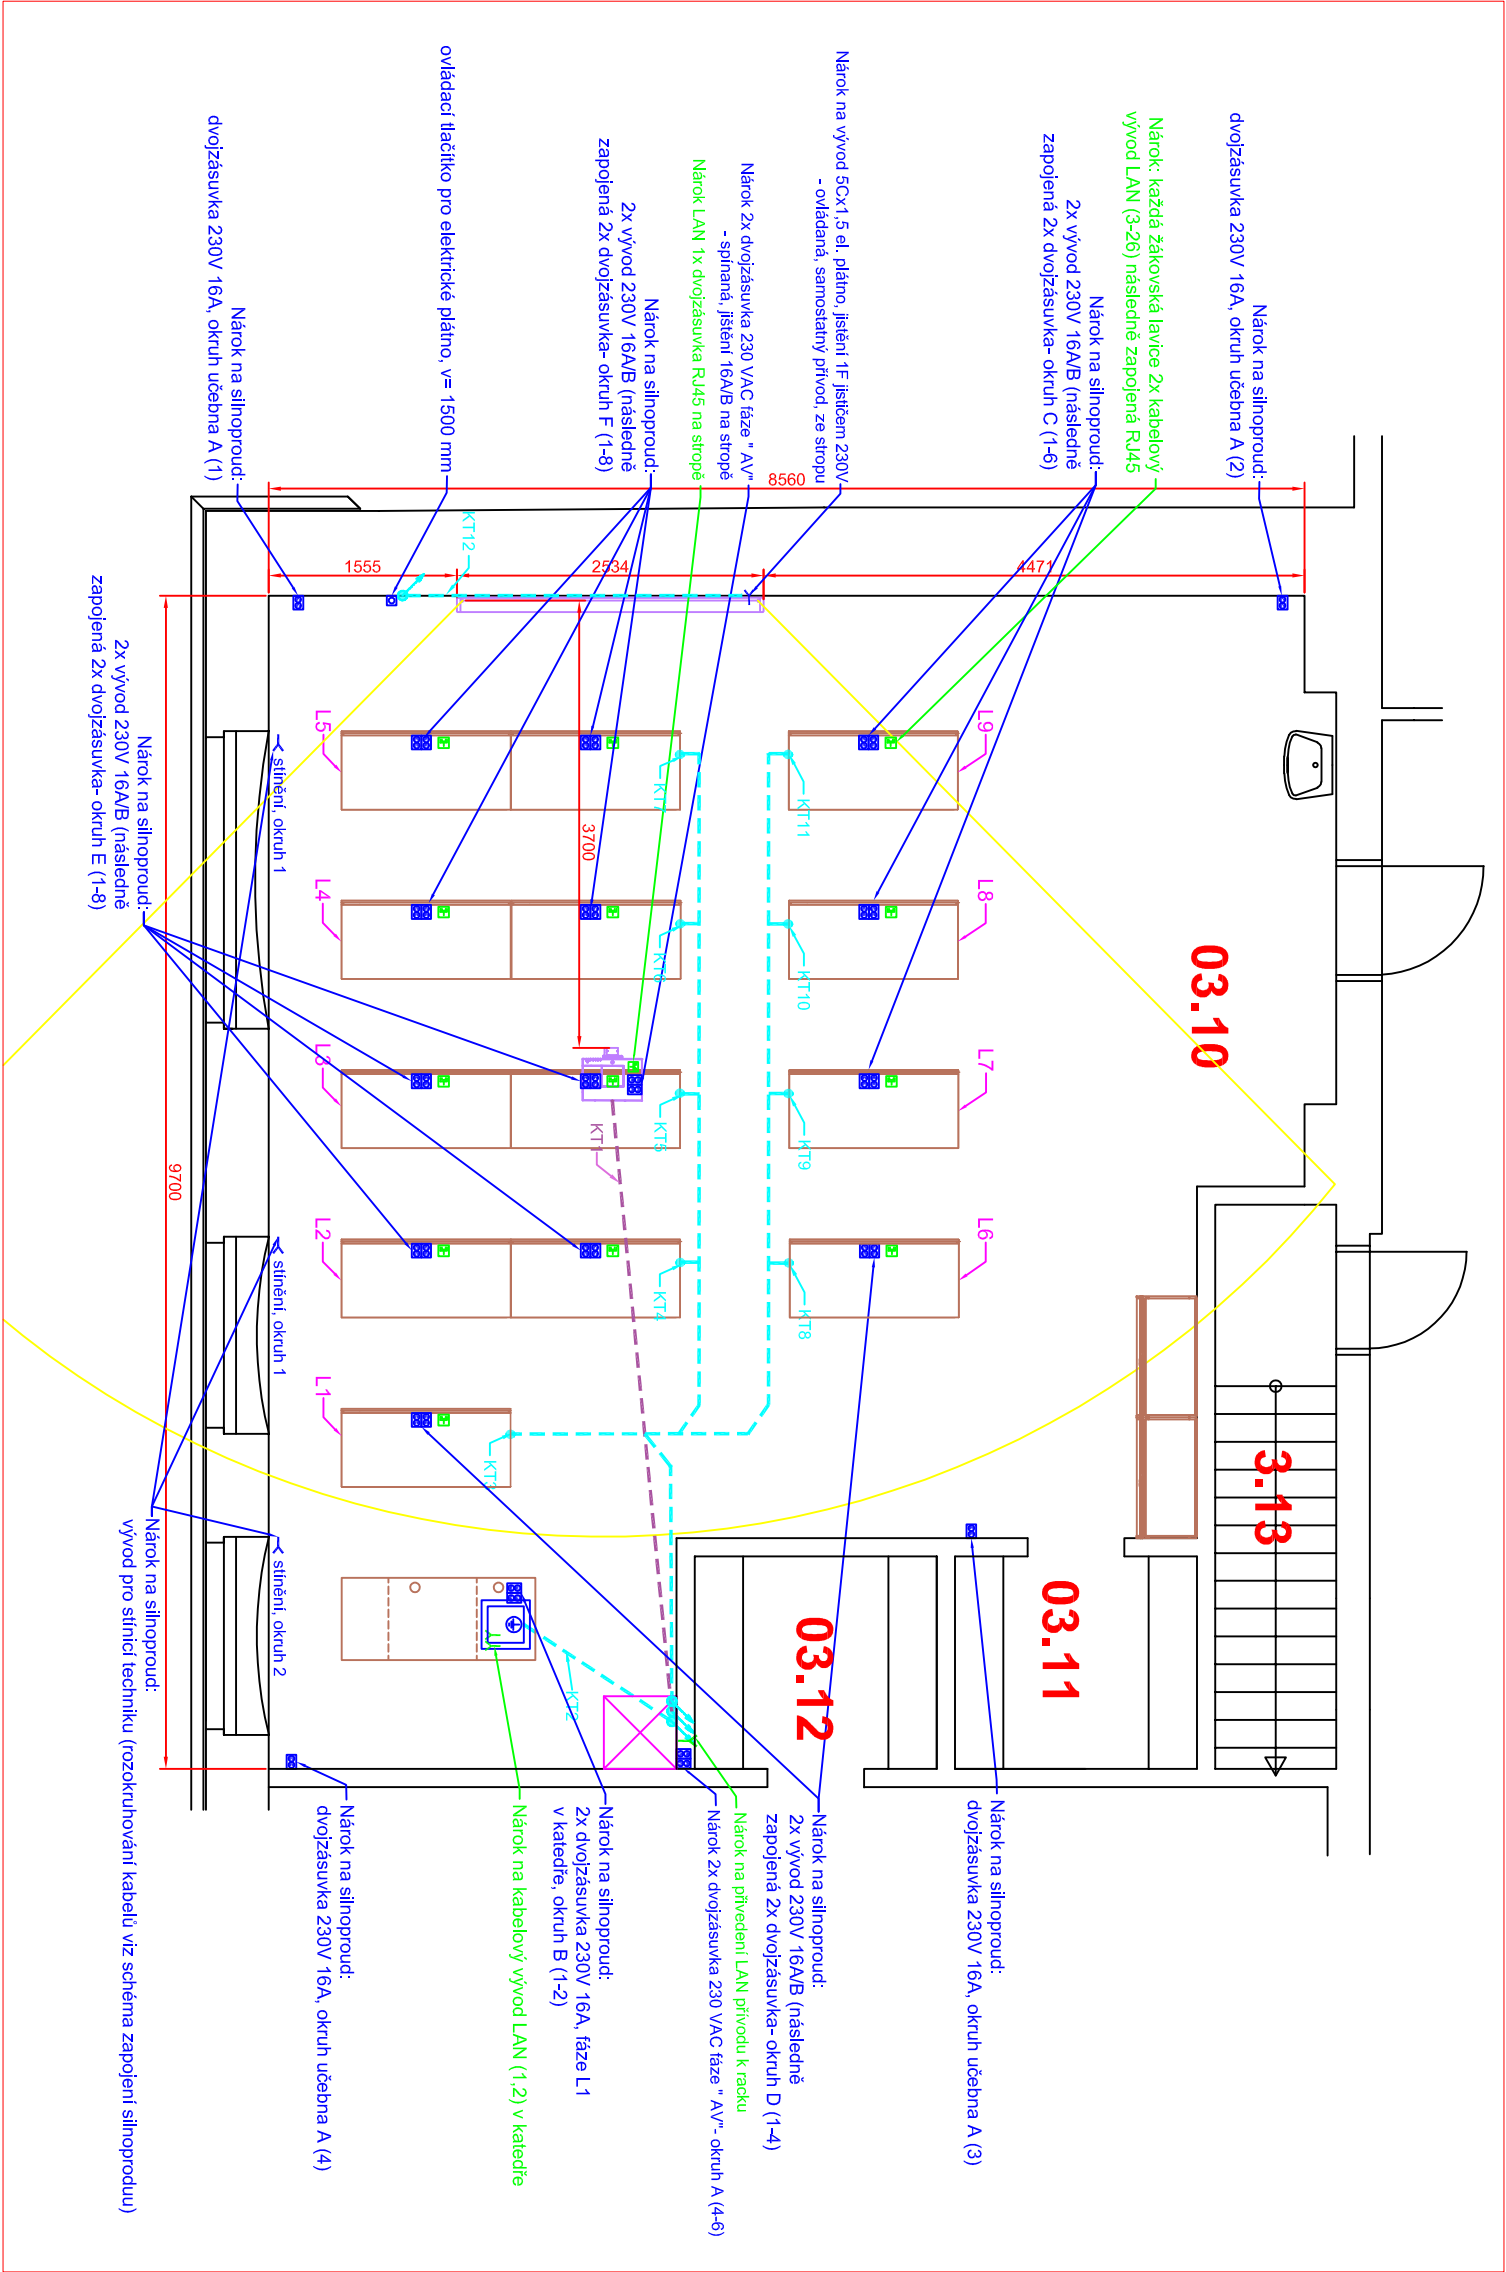 Nárok na silnoproud:
dvojzásuvka 230V 16A, okruh učebna A (2)
Nárok: každá žákovská lavice 2x kabelový
vývod LAN (3-26) následně zapojená RJ45
Nárok na silnoproud:
2x vývod 230V 16A/B (následně
zapojená 2x dvojzásuvka- okruh C (1-6)
Nárok na vývod 5Cx1,5 el. plátno, jistění 1F jističem 230V
- ovládaná, samostatný přívod, ze stropu
Nárok 2x dvojzásuvka 230 VAC fáze " AV"
- spínaná, jištění 16A/B na stropě
Nárok LAN 1x dvojzásuvka RJ45 na stropě
Nárok na silnoproud:
2x vývod 230V 16A/B (následně
zapojená 2x dvojzásuvka- okruh F (1-8)
ovládací tlačítko pro elektrické plátno, v= 1500 mm
Nárok na silnoproud:
dvojzásuvka 230V 16A, okruh učebna A (1)
8560
4471
2534
1555
KT12
3700
9700
L9
L8
L7
L6
L5
L4
L3
L2
L1
KT11
KT10
KT9
KT8
KT7
KT6
KT5
KT4
KT3
KT1
KT2
03.10
3.13
03.11
03.12
stínění, okruh 1
stínění, okruh 1
stínění, okruh 2
Nárok na silnoproud:
2x vývod 230V 16A/B (následně
zapojená 2x dvojzásuvka- okruh E (1-8)
Nárok na silnoproud:
dvojzásuvka 230V 16A, okruh učebna A (3)
Nárok na silnoproud:
2x vývod 230V 16A/B (následně
zapojená 2x dvojzásuvka- okruh D (1-4)
Nárok na přivedení LAN přívodu k racku
Nárok 2x dvojzásuvka 230 VAC fáze " AV"- okruh A (4-6)
Nárok na silnoproud:
2x dvojzásuvka 230V 16A, fáze L1
v katedře, okruh B (1-2)
Nárok na kabelový vývod LAN (1,2) v katedře
Nárok na silnoproud:
dvojzásuvka 230V 16A, okruh učebna A (4)
Nárok na silnoproud:
vývod pro stínicí techniku (rozokruhování kabelů viz schéma zapojení silnoproduu)